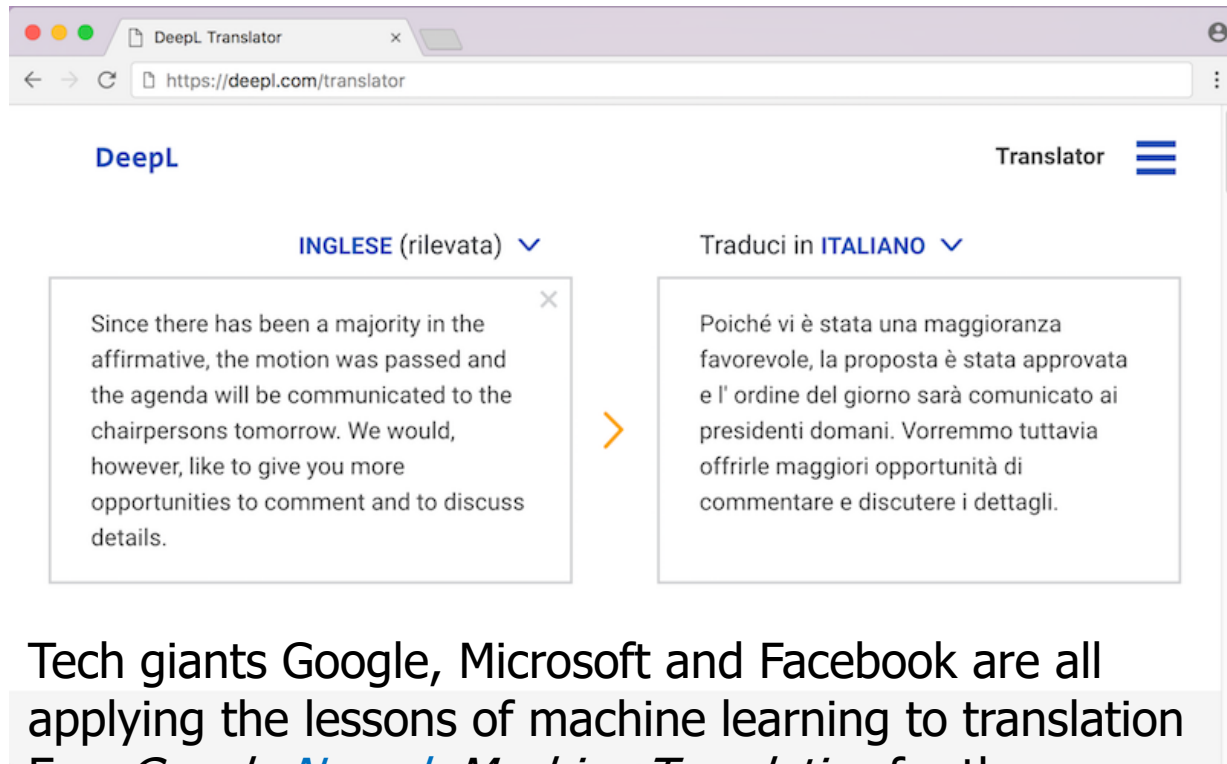 DeepL Translator
https://deepl.com/translator
DeepL
Translator
INGLESE (rilevata)
Traduci in ITALIANO
Since there has been a majority in the
affirmative, the motion was passed and
the agenda will be communicated to the
chairpersons tomorrow. We would,
however, like to give you more
opportunities to comment and to discuss
details.
Poiché vi è stata una maggioranza
favorevole, la proposta è stata approvata
e l' ordine del giorno sarà comunicato ai
presidenti domani. Vorremmo tuttavia
offrirle maggiori opportunità di
commentare e discutere i dettagli.
Tech giants Google, Microsoft and Facebook are all
applying the lessons of machine learning to translation